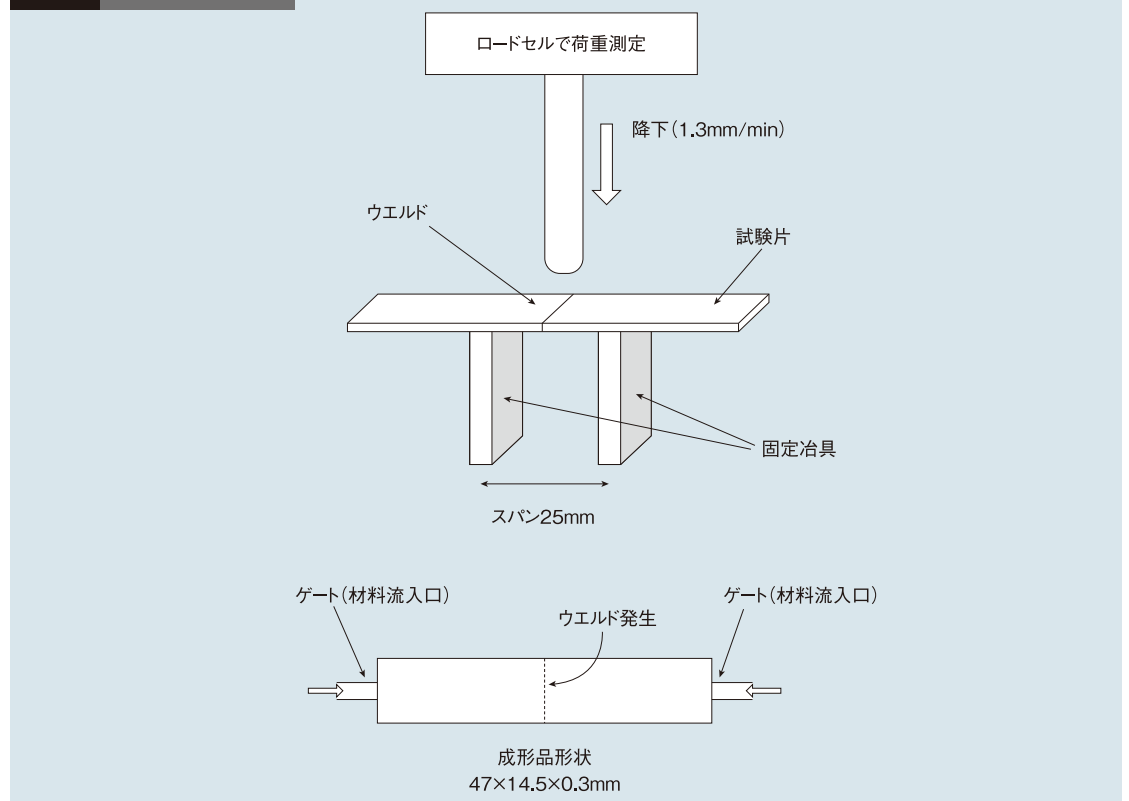 ロードセルで荷重測定
降下(1.3mm/min)
ウエルド
試験片
固定冶具
スパン25mm
ゲート(材料流入口)
ゲート(材料流入口)
ウエルド発生
成形品形状
47×14.5×0.3mm